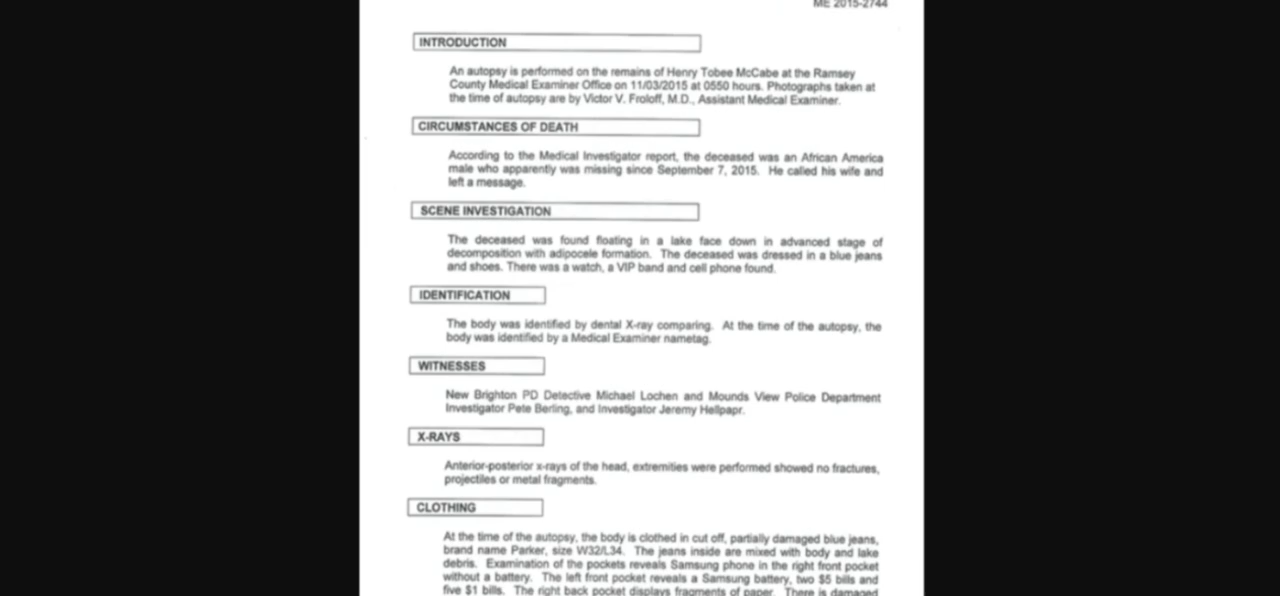 ME 2015-2744
INTRODUCTION
An autopsy is performed on the remains of Henry Tobee McCabe at the Ramsey
County Medical Examiner Office on 11/03/2015 at 0550 hours. Photographs taken at
the time of autopsy are by Victor V. Froloff, M.D., Assistant Medical Examiner.
CIRCUMSTANCES OF DEATH
According to the Medical Investigator report, the deceased was an African America
male who apparently was missing since September 7, 2015. He called his wife and
left a message.
SCENE INVESTIGATION
The deceased was found floating in a lake face down in advanced stage of
decomposition with adipocele formation. The deceased was dressed in a blue jeans
and shoes. There was a watch, a VIP band and cell phone found.
IDENTIFICATION
The body was identified by dental X-ray comparing. At the time of the autopsy, the
body was identified by a Medical Examiner nametag.
WITNESSES
New Brighton PD Detective Michael Lochen and Mounds View Police Department
Investigator Pete Berling, and Investigator Jeremy Hellpapr.
X-RAYS
Anterior-posterior x-rays of the head, extremities were performed showed no fractures,
projectiles or metal fragments.
CLOTHING
At the time of the autopsy, the body is clothed in cut off, partially damaged blue jeans,
brand name Parker, size W32/L34. The jeans inside are mixed with body and lake
debris. Examination of the pockets reveals Samsung phone in the right front pocket
without a battery. The left front pocket reveals a Samsung battery, two $5 bills and
five $1 bills. The right back pocket displays fragments of paper. There is damaged